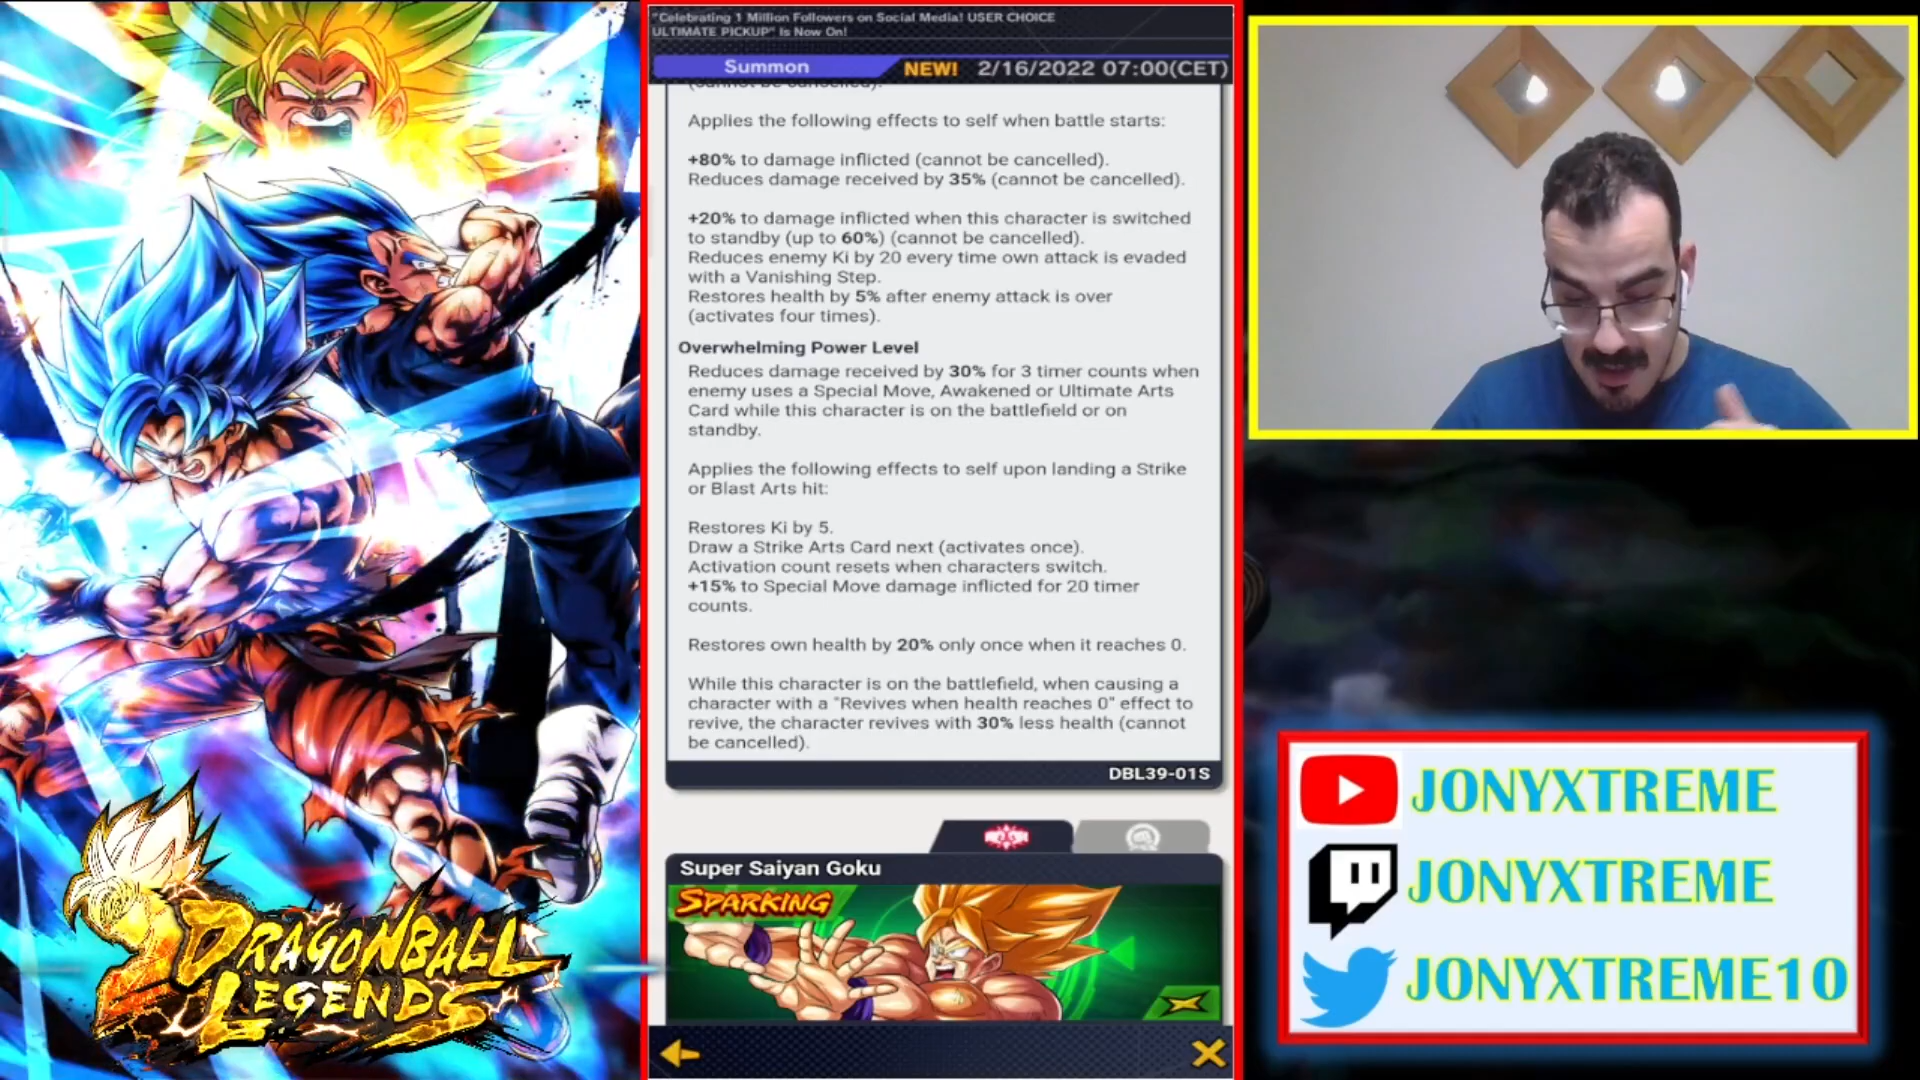 "Celebrating 1 Million Followers on Social Media! USER CHOICE
ULTIMATE PICKUP" Is Now On!
Summon NEW! 2/16/2022 07:00(CET)
(cannot be cancelled).
Applies the following effects to self when battle starts:
+80% to damage inflicted (cannot be cancelled).
Reduces damage received by 35% (cannot be cancelled).
+20% to damage inflicted when this character is switched
to standby (up to 60%) (cannot be cancelled).
Reduces enemy Ki by 20 every time own attack is evaded
with a Vanishing Step.
Restores health by 5% after enemy attack is over
(activates four times).
Overwhelming Power Level
Reduces damage received by 30% for 3 timer counts when
enemy uses a Special Move, Awakened or Ultimate Arts
Card while this character is on the battlefield or on
standby.
Applies the following effects to self upon landing a Strike
or Blast Arts hit:
Restores Ki by 5.
Draw a Strike Arts Card next (activates once).
Activation count resets when characters switch.
+15% to Special Move damage inflicted for 20 timer
counts.
Restores own health by 20% only once when it reaches 0.
While this character is on the battlefield, when causing a
character with a "Revives when health reaches 0" effect to
revive, the character revives with 30% less health (cannot
be cancelled).
DBL39-01S
Super Saiyan Goku
SPARKING
DRAGONBALL
LEGENDS
JONYXTREME
JONYXTREME
JONYXTREME10